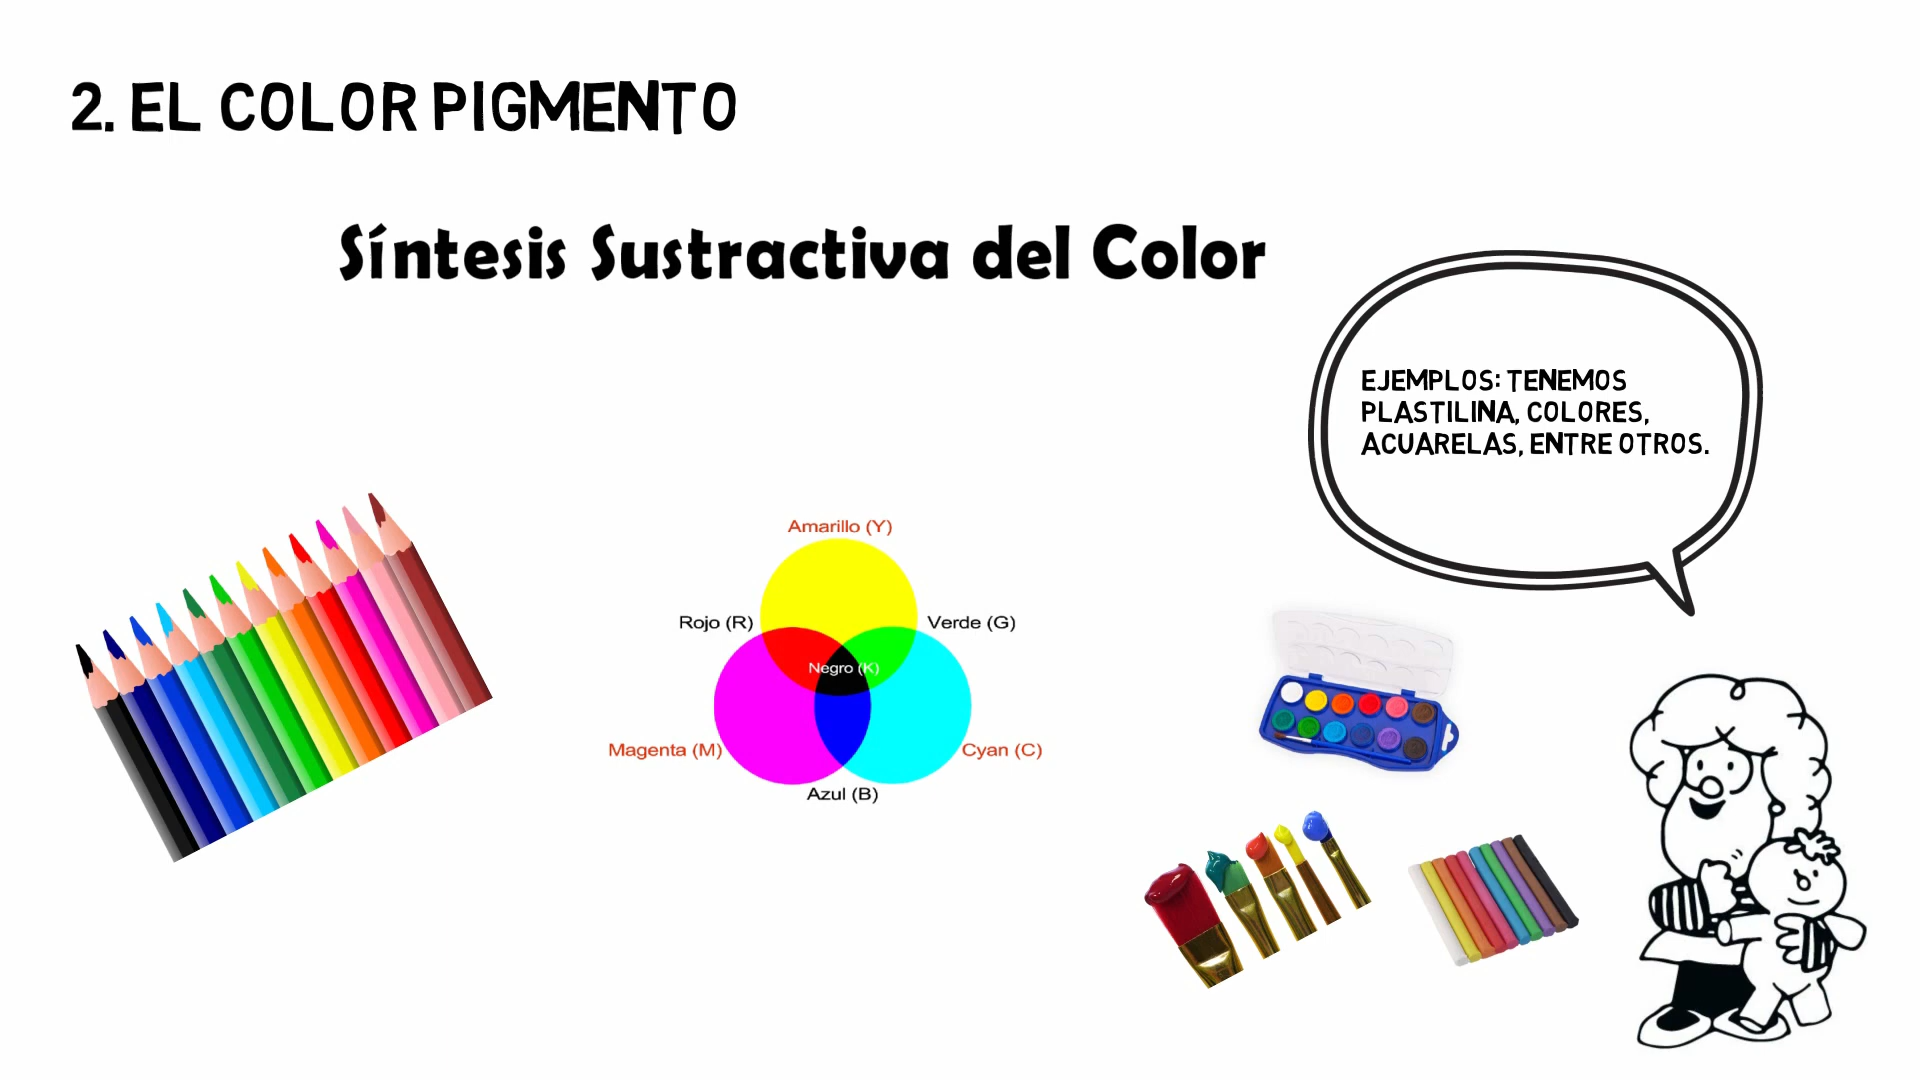 2. EL COLOR PIGMENTO
Síntesis Sustractiva del Color
EJEMPLOS: TENEMOS
PLASTILINA, COLORES,
ACUARELAS, ENTRE OTROS.
Amarillo (Y)
Rojo (R)
Verde (G)
Negro (K)
Magenta (M)
Cyan (C)
Azul (B)